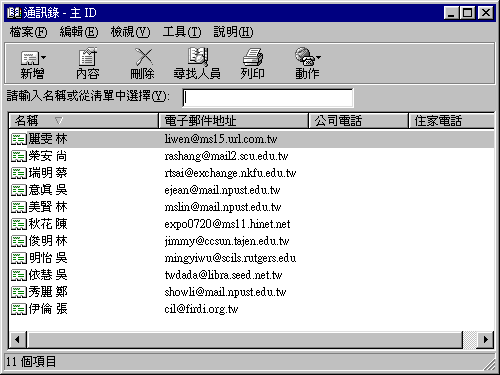 通訊錄 - 主 ID
檔案(F) 編輯(E) 檢視(V) 工具(T) 說明(H)
新增 內容 刪除 尋找人員 列印 動作
請輸入名稱或從清單中選擇(Y):
名稱 電子郵件地址 公司電話 住家電話
麗雯 林 liwen@ms15.url.com.tw
榮安 尚 rashang@mail2.scu.edu.tw
瑞明 蔡 rtsai@exchange.nkfu.edu.tw
意眞 吳 ejean@mail.npust.edu.tw
美賢 林 mslin@mail.npust.edu.tw
秋花 陳 expo0720@ms11.hinet.net
俊明 林 jimmy@ccsun.tajen.edu.tw
明怡 吳 mingyiwu@scils.rutgers.edu
依慧 吳 twdada@libra.seed.net.tw
秀麗 鄭 showli@mail.npust.edu.tw
伊倫 張 cil@firdi.org.tw
11 個項目